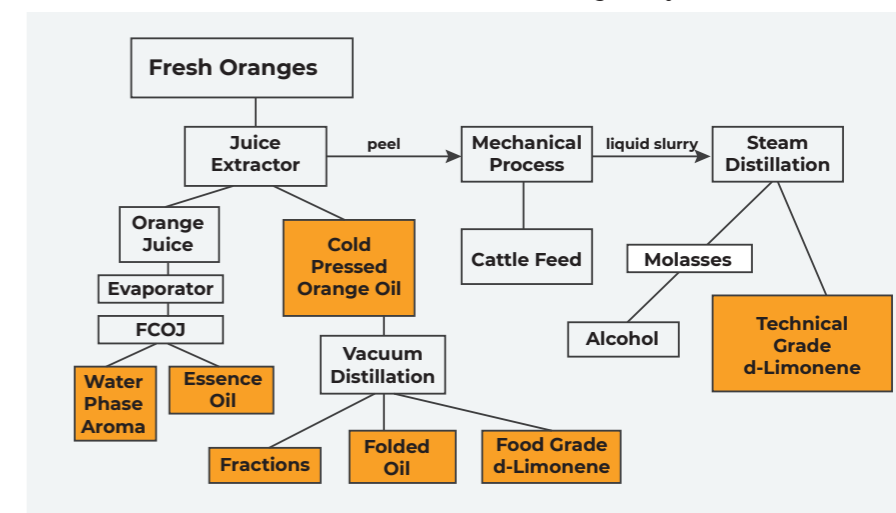 Fresh Oranges
Juice
Extractor
peel
Mechanical
Process
liquid slurry
Steam
Distillation
Orange
Juice
Cold
Pressed
Orange Oil
Cattle Feed
Molasses
Evaporator
FCOJ
Alcohol
Technical
Grade
d-Limonene
Vacuum
Distillation
Water
Phase
Aroma
Essence
Oil
Fractions
Folded
Oil
Food Grade
d-Limonene